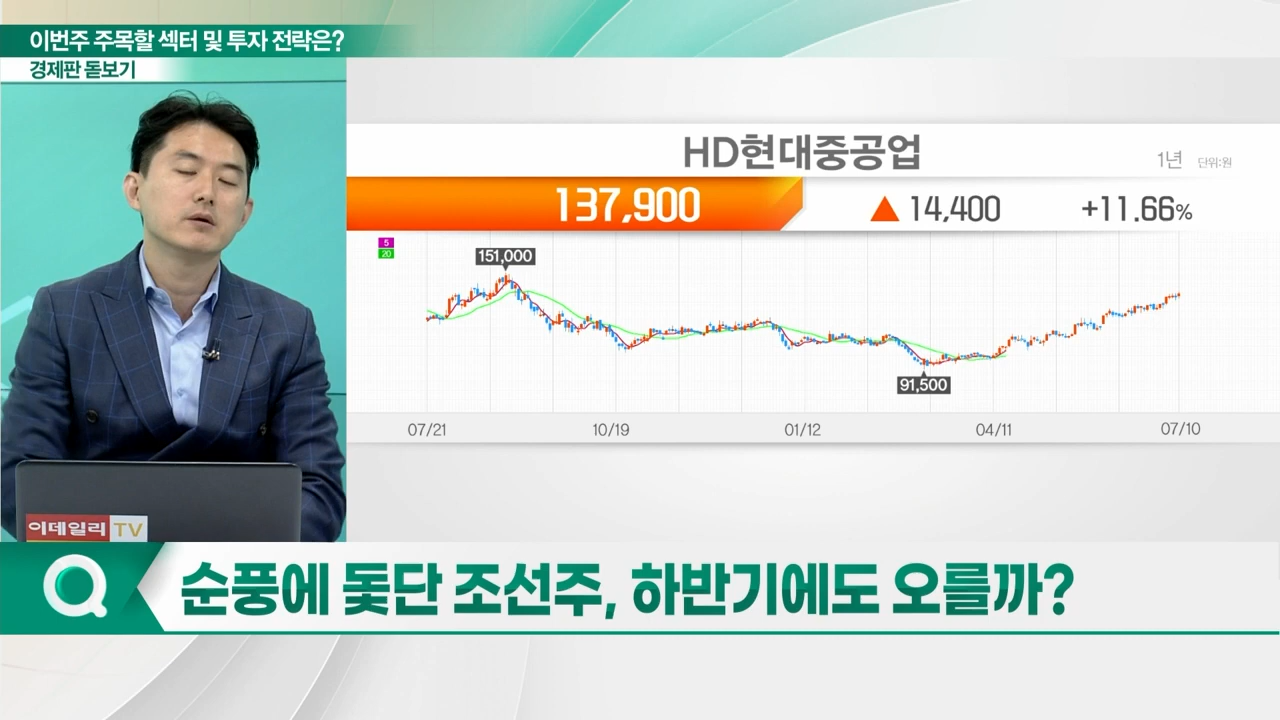 이번주 주목할 섹터 및 투자 전략은?
경제판 돋보기
HD현대중공업
1년 단위:원
137,900 ▲ 14,400 +11.66%
5
20
151,000
91,500
07/21 10/19 01/12 04/11 07/10
이데일리 TV
순풍에 돛단 조선주, 하반기에도 오를까?